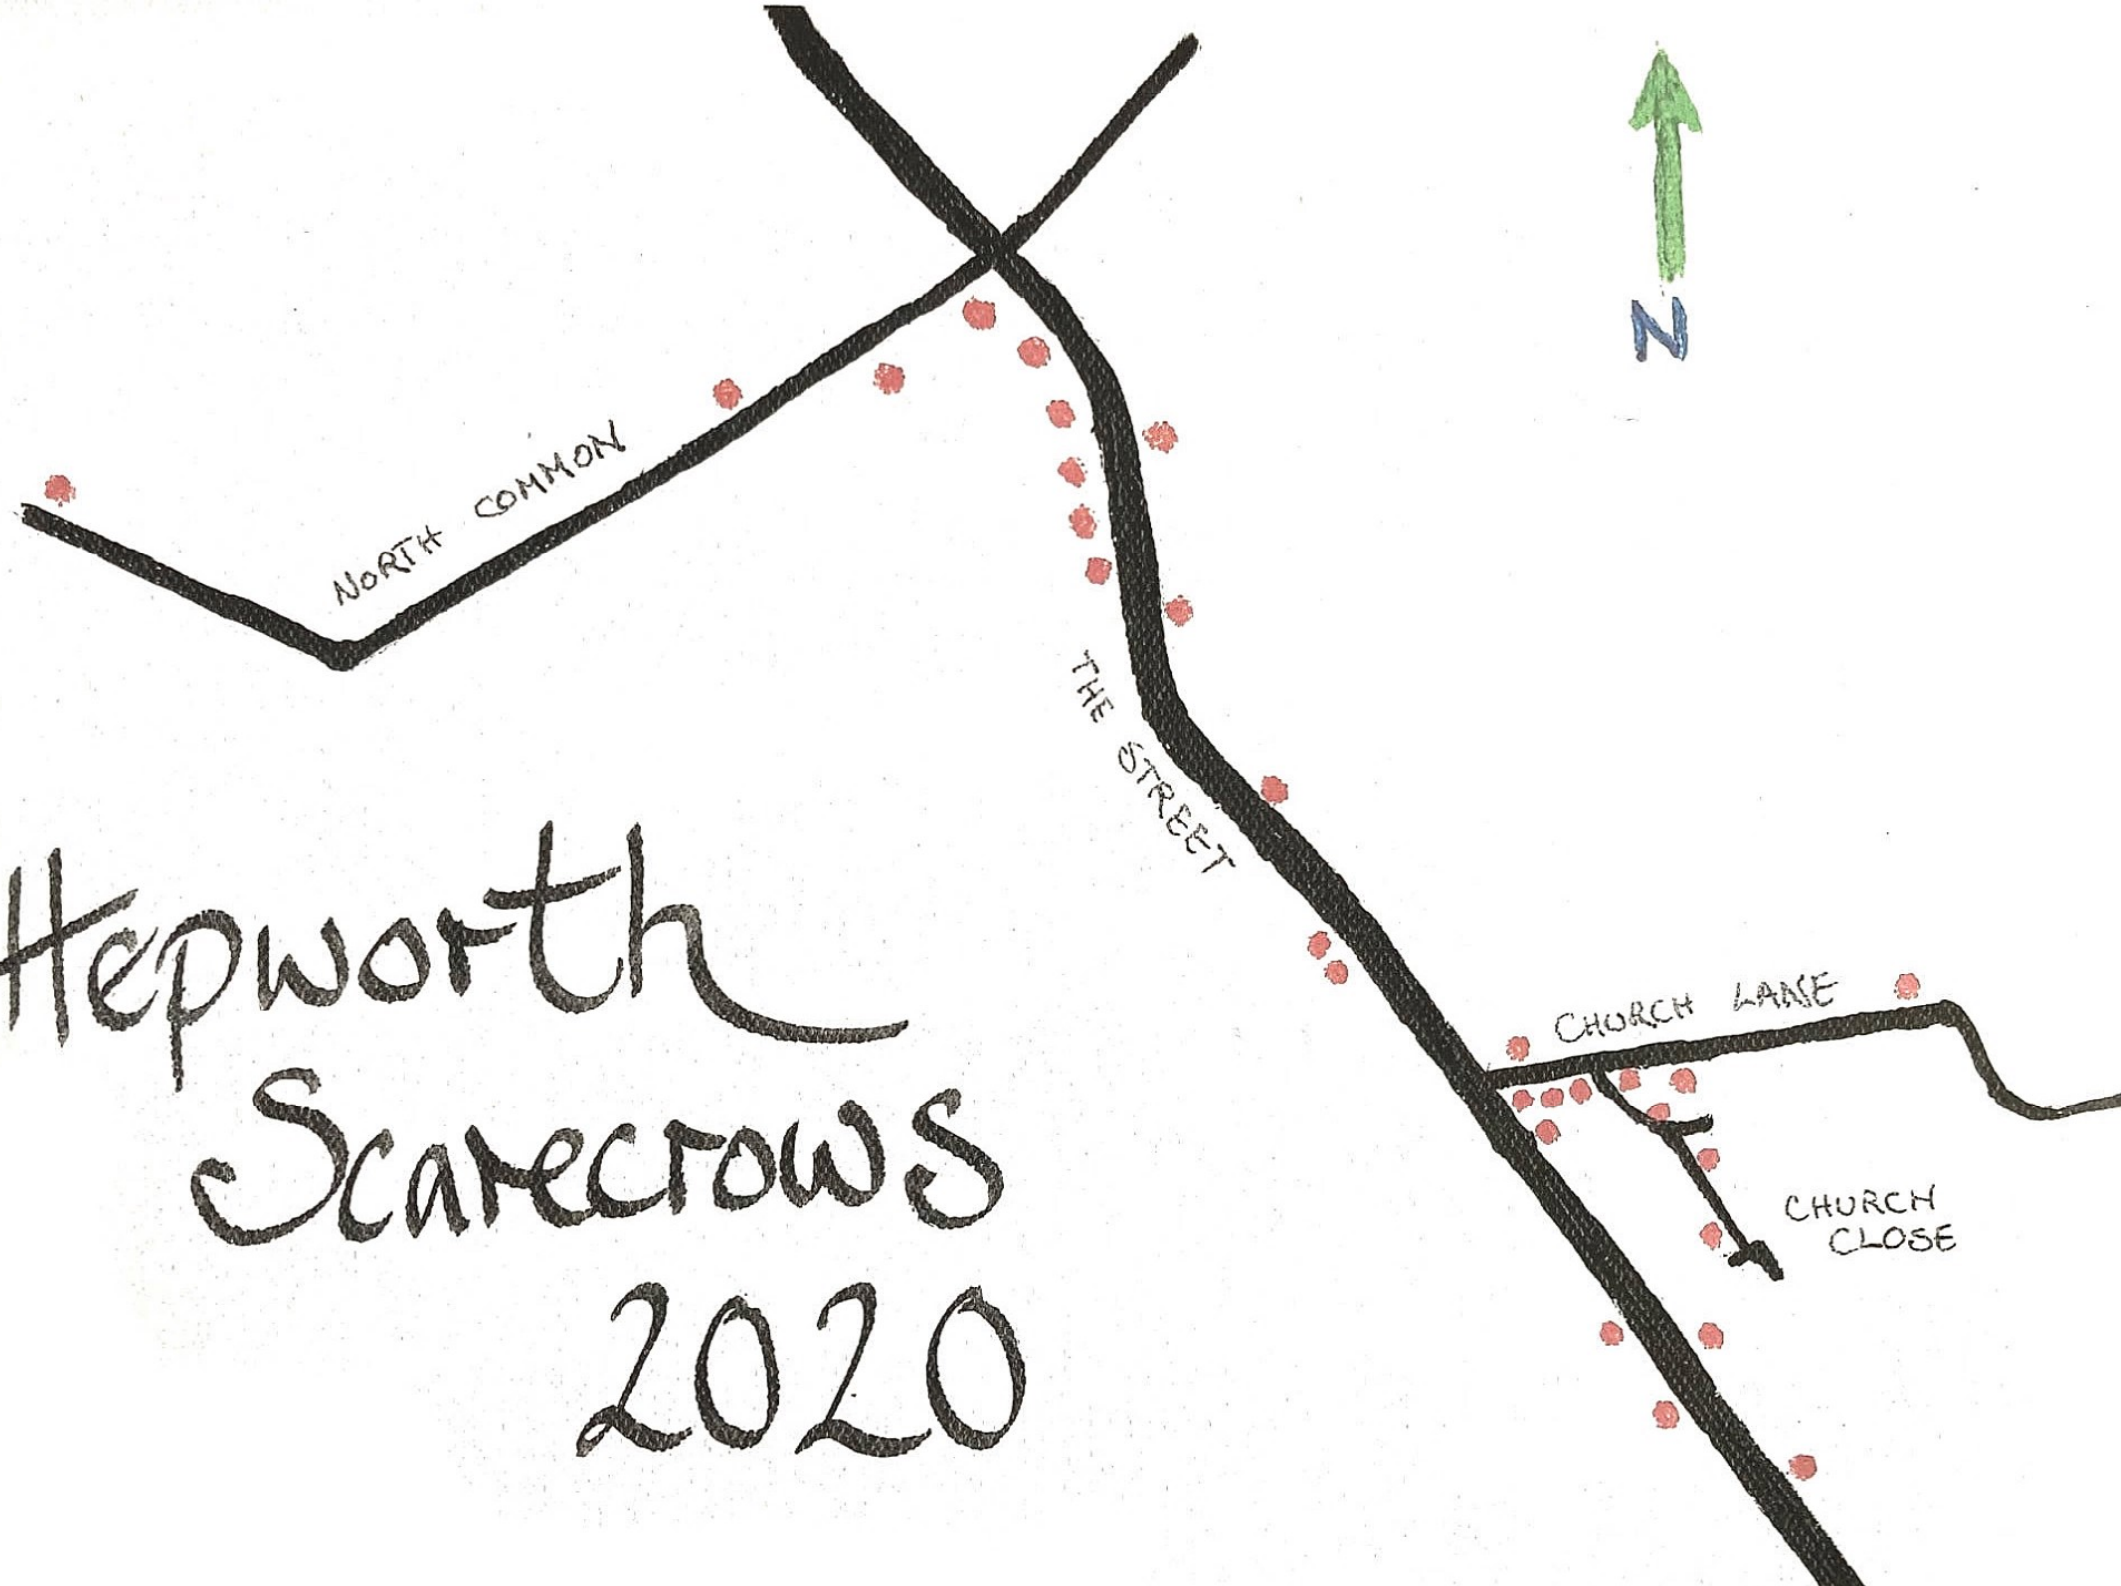 N
NORTH COMMON
THE STREET
Hepworth
Scarecrows
2020
CHURCH LANE
CHURCH
CLOSE